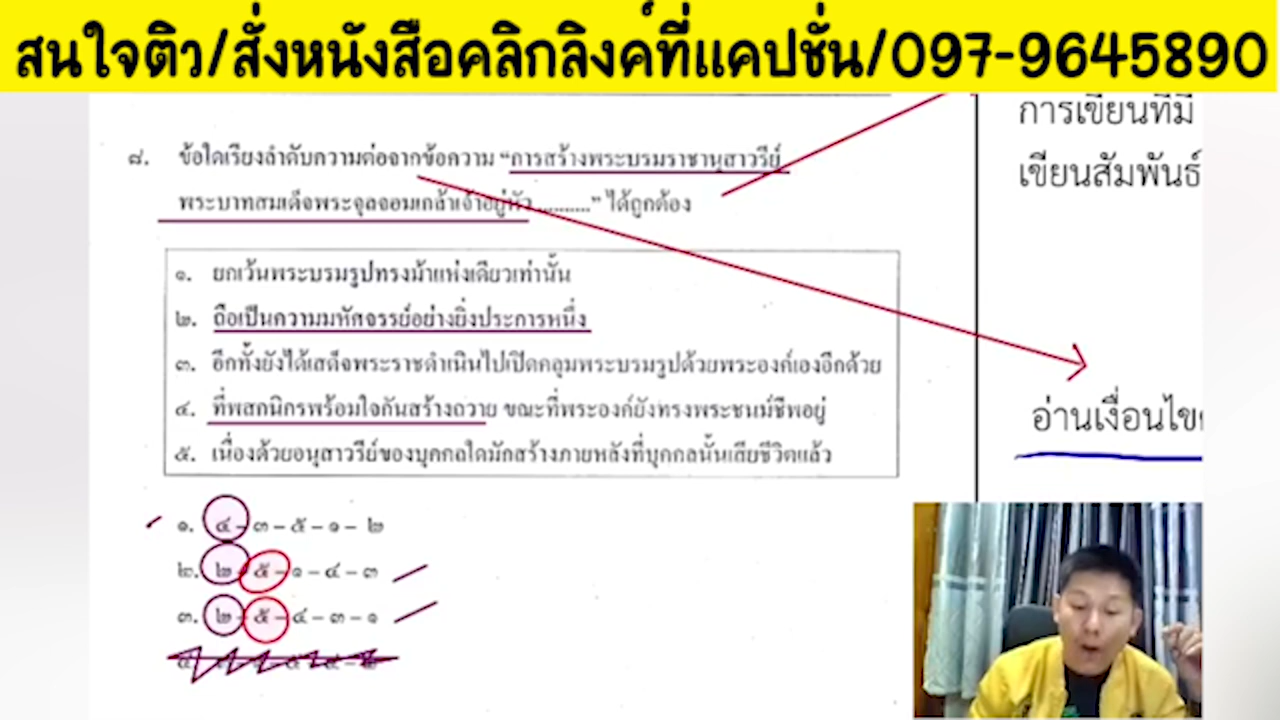 สนใจติว/สั่งหนังสือคลิกลิงค์ที่แคปชั่น/097-9645890
การเขียนที่มี
เขียนสัมพันธ์
๘. ข้อใดเรียงลำดับความต่อจากข้อความ “การสร้างพระบรมราชานุสาวรีย์
พระบาทสมเด็จพระจุลจอมเกล้าเจ้าอยู่หัว...........” ได้ถูกต้อง
๑. ยกเว้นพระบรมรูปทรงม้าแห่งเดียวเท่านั้น
๒. ถือเป็นความมหัศจรรย์อย่างยิ่งประการหนึ่ง
๓. อีกทั้งยังได้เสด็จพระราชดำเนินไปเปิดคลุมพระบรมรูปด้วยพระองค์เองอีกด้วย
๔. ที่พสกนิกรพร้อมใจกันสร้างถวาย ขณะที่พระองค์ยังทรงพระชนม์ชีพอยู่
๕. เนื่องด้วยอนุสาวรีย์ของบุคคลใดมักสร้างภายหลังที่บุคคลนั้นเสียชีวิตแล้ว
อ่านเงื่อนไข
๑. ๔ - ๓ - ๕ - ๑ - ๒
๒. ๒ - ๕ - ๑ - ๔ - ๓
๓. ๒ - ๕ - ๔ - ๓ - ๑